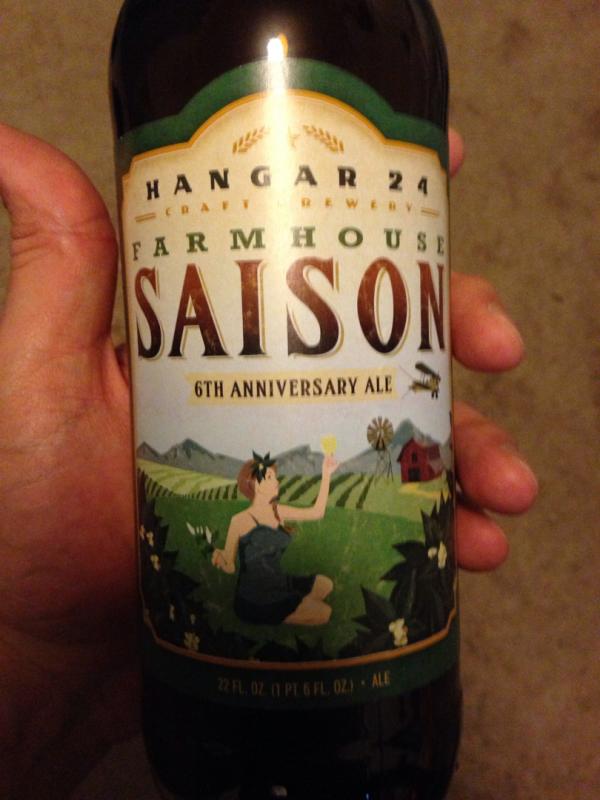 HANGAR 24
CRAFT BREWERY
FARMHOUSE
SAISON
6TH ANNIVERSARY ALE
22 FL. OZ. (1 PT. 6 FL. OZ.) • ALE